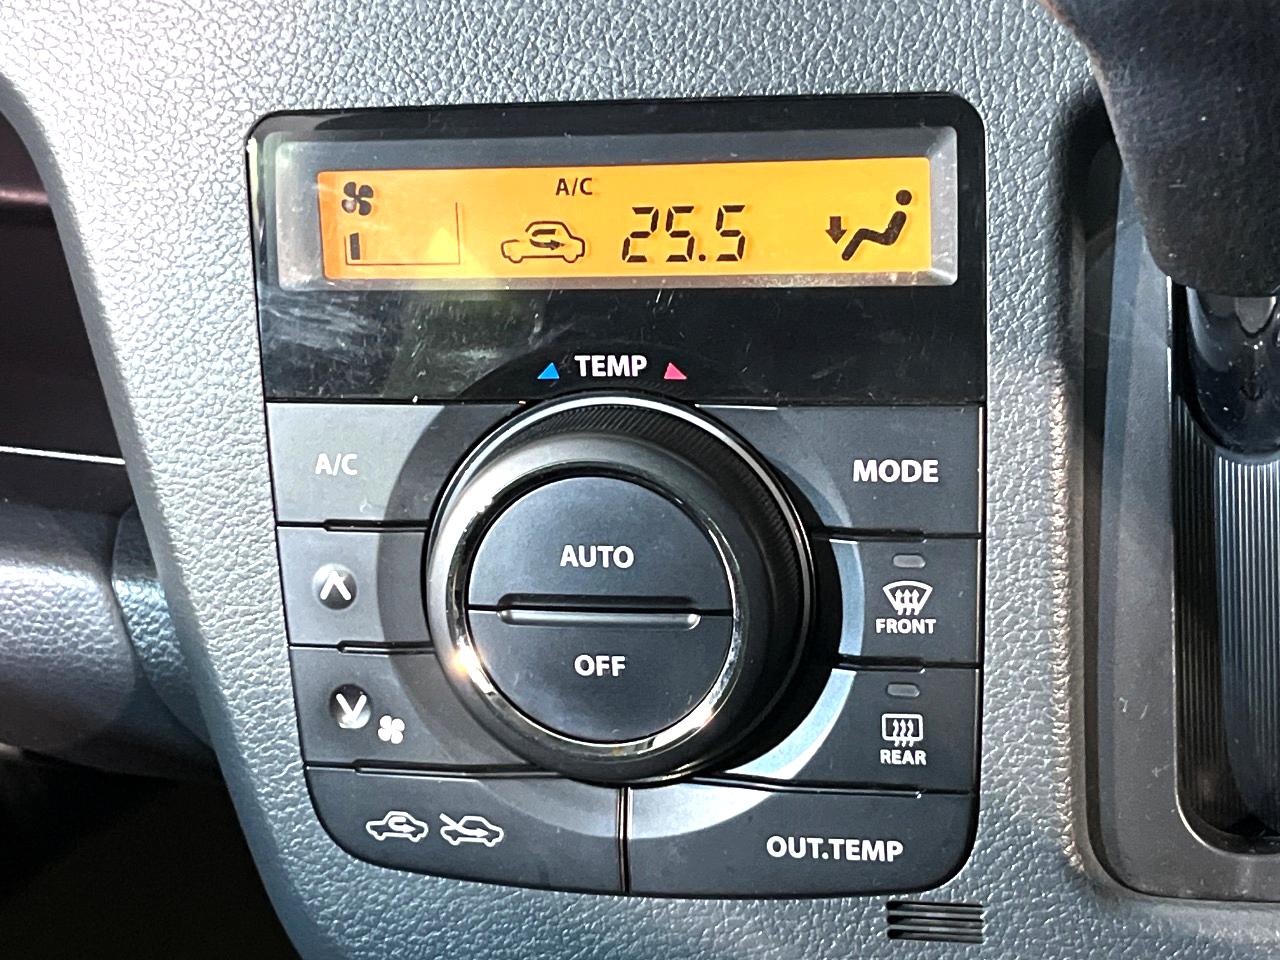 A/C
25.5
TEMP
A/C
MODE
AUTO
OFF
FRONT
REAR
OUT.TEMP